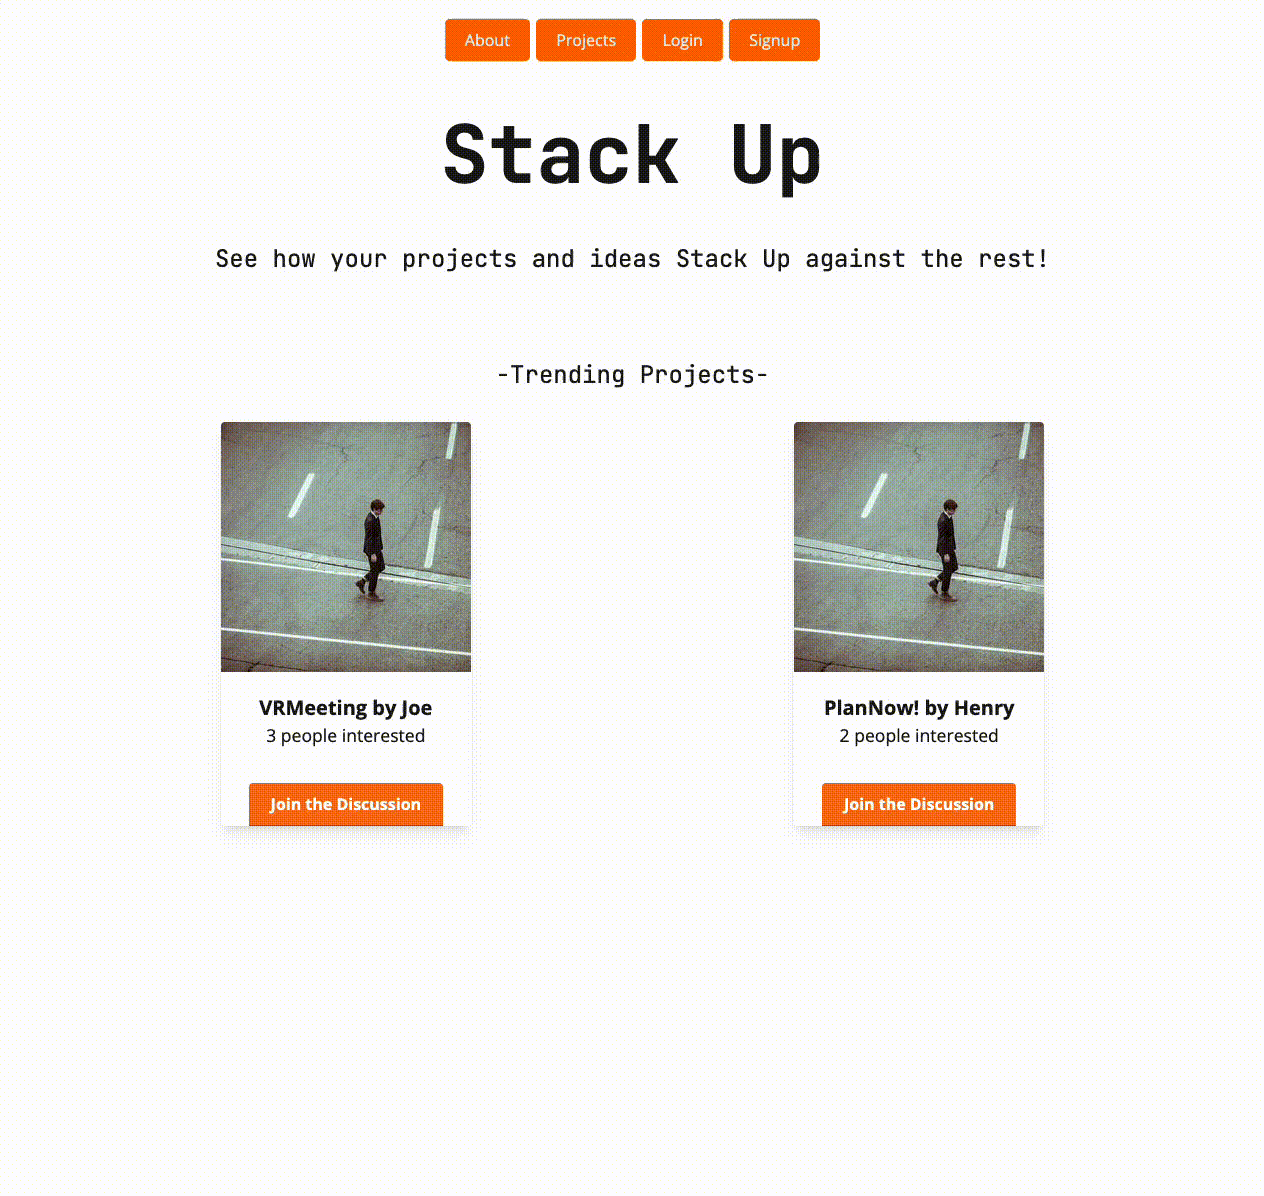 About Projects Login Signup
Stack Up
See how your projects and ideas Stack Up against the rest!
-Trending Projects-
VRMeeting by Joe
3 people interested
Join the Discussion
PlanNow! by Henry
2 people interested
Join the Discussion